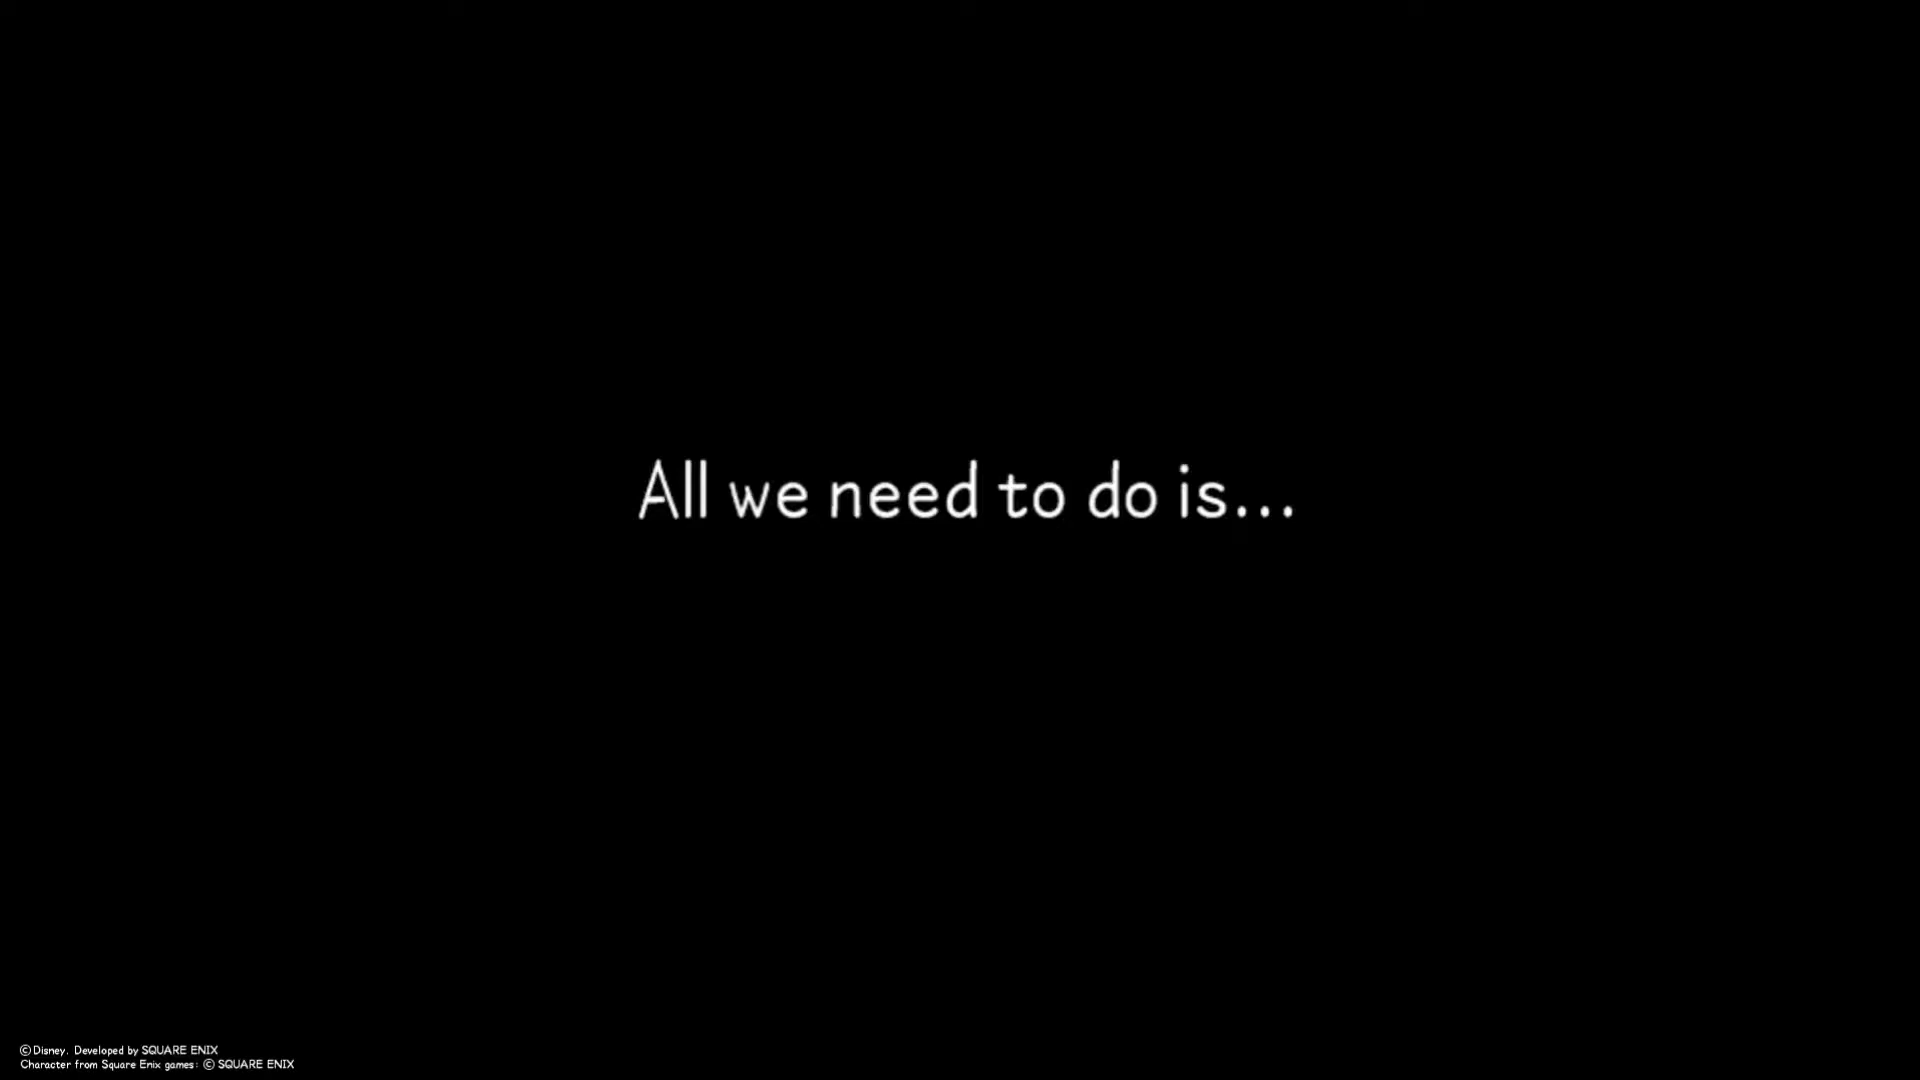 All we need to do is...
©Disney. Developed by SQUARE ENIX
Character from Square Enix games: © SQUARE ENIX